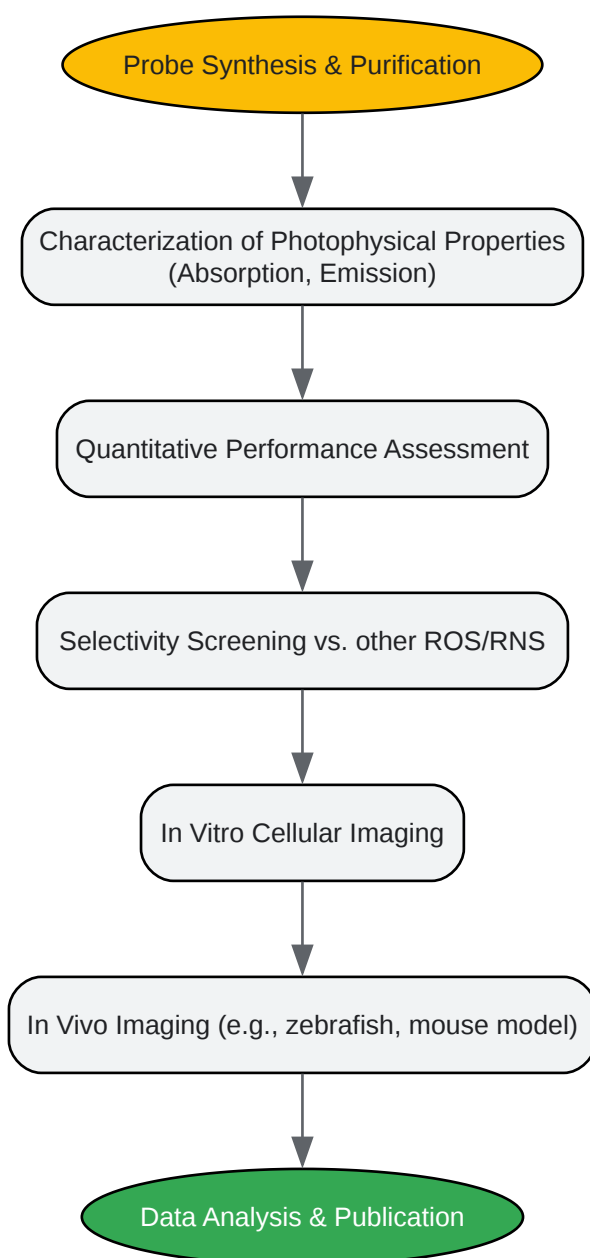 Probe Synthesis & Purification
Characterization of Photophysical Properties
(Absorption, Emission)
Quantitative Performance Assessment
Selectivity Screening vs. other ROS/RNS
In Vitro Cellular Imaging
In Vivo Imaging (e.g., zebrafish, mouse model)
Data Analysis & Publication